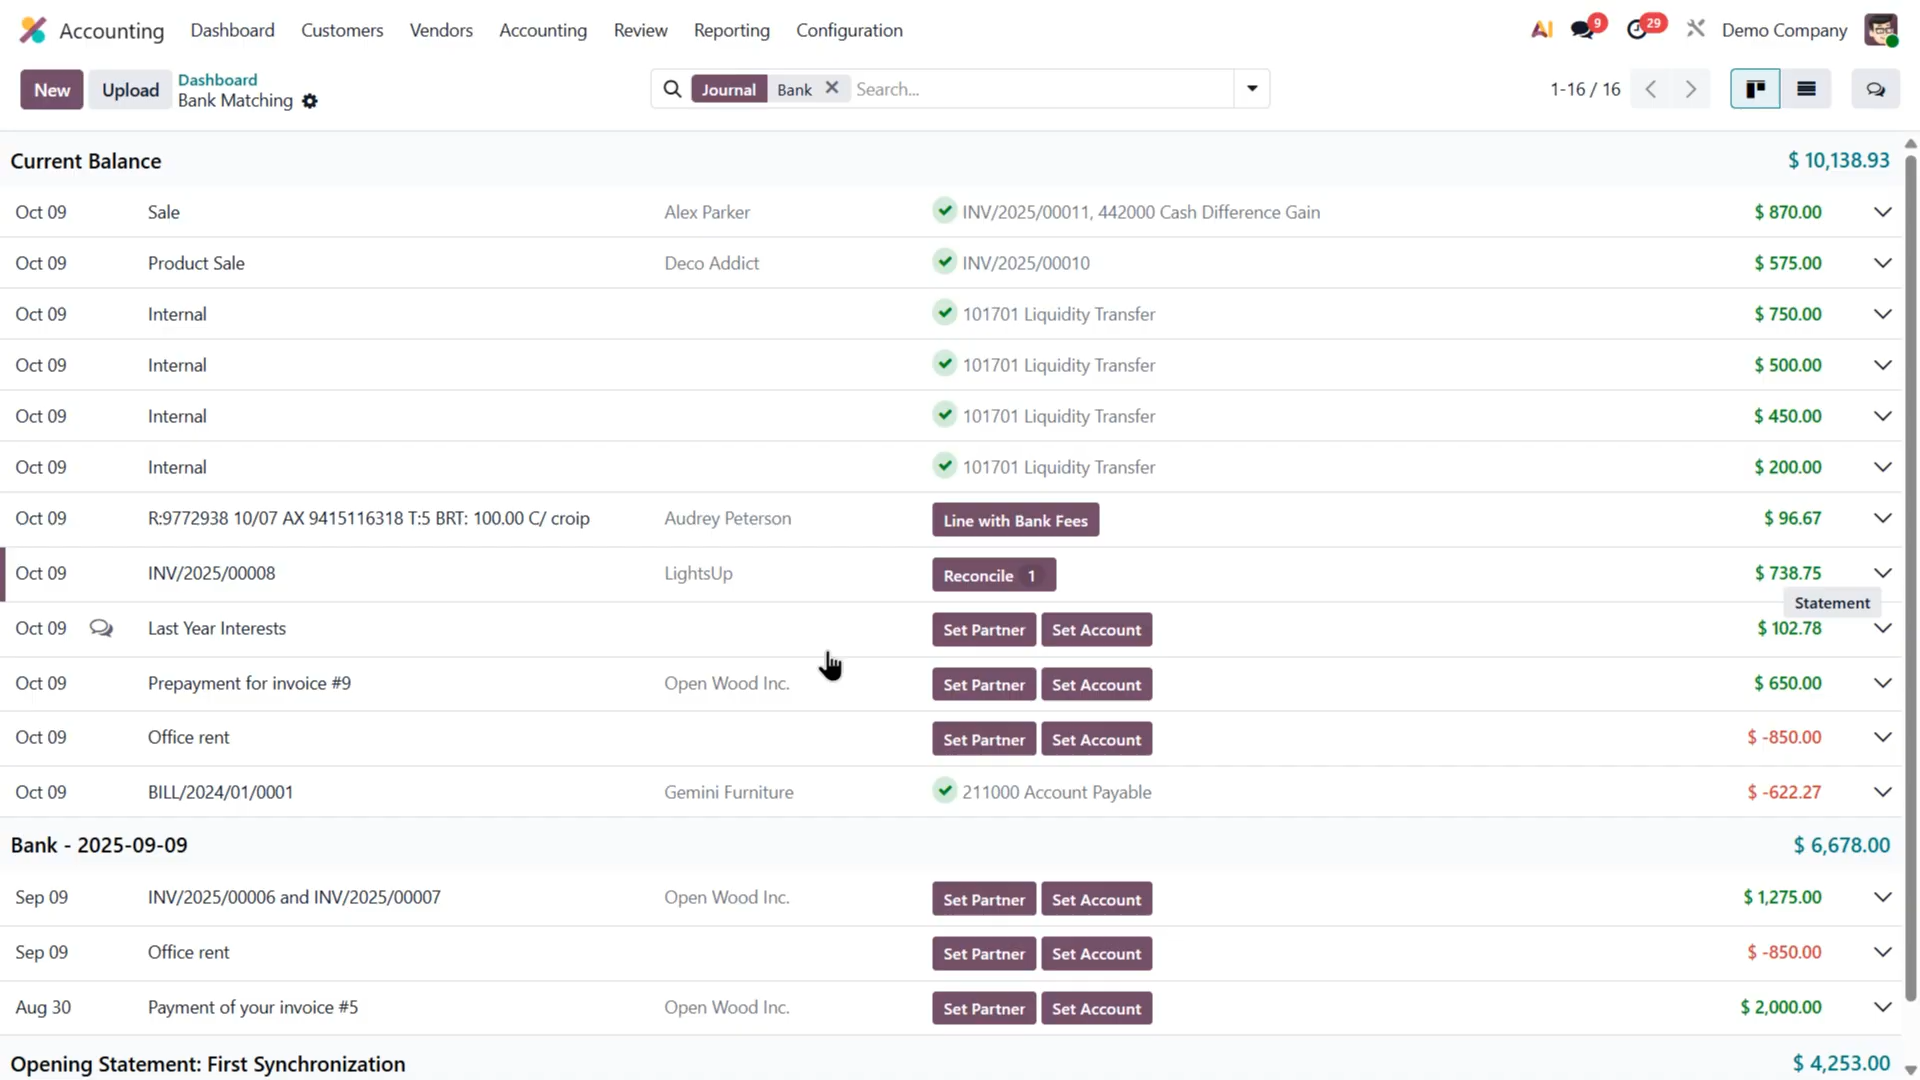 Accounting Dashboard Customers Vendors Accounting Review Reporting Configuration 9 29 Demo Company
New Upload Dashboard
Bank Matching
Journal Bank Search... 1-16 / 16
Current Balance $ 10,138.93
Oct 09 Sale Alex Parker INV/2025/00011, 442000 Cash Difference Gain $ 870.00
Oct 09 Product Sale Deco Addict INV/2025/00010 $ 575.00
Oct 09 Internal 101701 Liquidity Transfer $ 750.00
Oct 09 Internal 101701 Liquidity Transfer $ 500.00
Oct 09 Internal 101701 Liquidity Transfer $ 450.00
Oct 09 Internal 101701 Liquidity Transfer $ 200.00
Oct 09 R:9772938 10/07 AX 9415116318 T:5 BRT: 100.00 C/ croip Audrey Peterson Line with Bank Fees $ 96.67
Oct 09 INV/2025/00008 LightsUp Reconcile 1 $ 738.75
Statement
Oct 09 Last Year Interests Set Partner Set Account $ 102.78
Oct 09 Prepayment for invoice #9 Open Wood Inc. Set Partner Set Account $ 650.00
Oct 09 Office rent Set Partner Set Account $ -850.00
Oct 09 BILL/2024/01/0001 Gemini Furniture 211000 Account Payable $ -622.27
Bank - 2025-09-09 $ 6,678.00
Sep 09 INV/2025/00006 and INV/2025/00007 Open Wood Inc. Set Partner Set Account $ 1,275.00
Sep 09 Office rent Set Partner Set Account $ -850.00
Aug 30 Payment of your invoice #5 Open Wood Inc. Set Partner Set Account $ 2,000.00
Opening Statement: First Synchronization $ 4,253.00